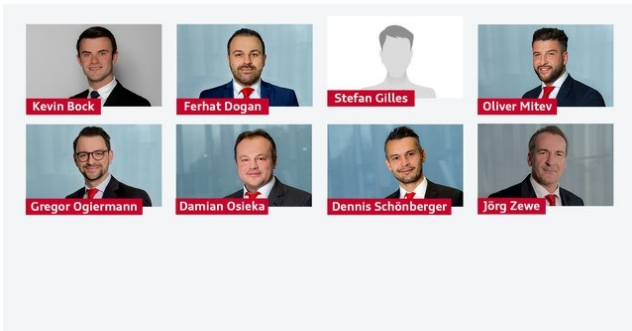 Kevin Bock
Ferhat Dogan
Stefan Gilles
Oliver Mitev
Gregor Ogiermann
Damian Osieka
Dennis Schönberger
Jörg Zewe